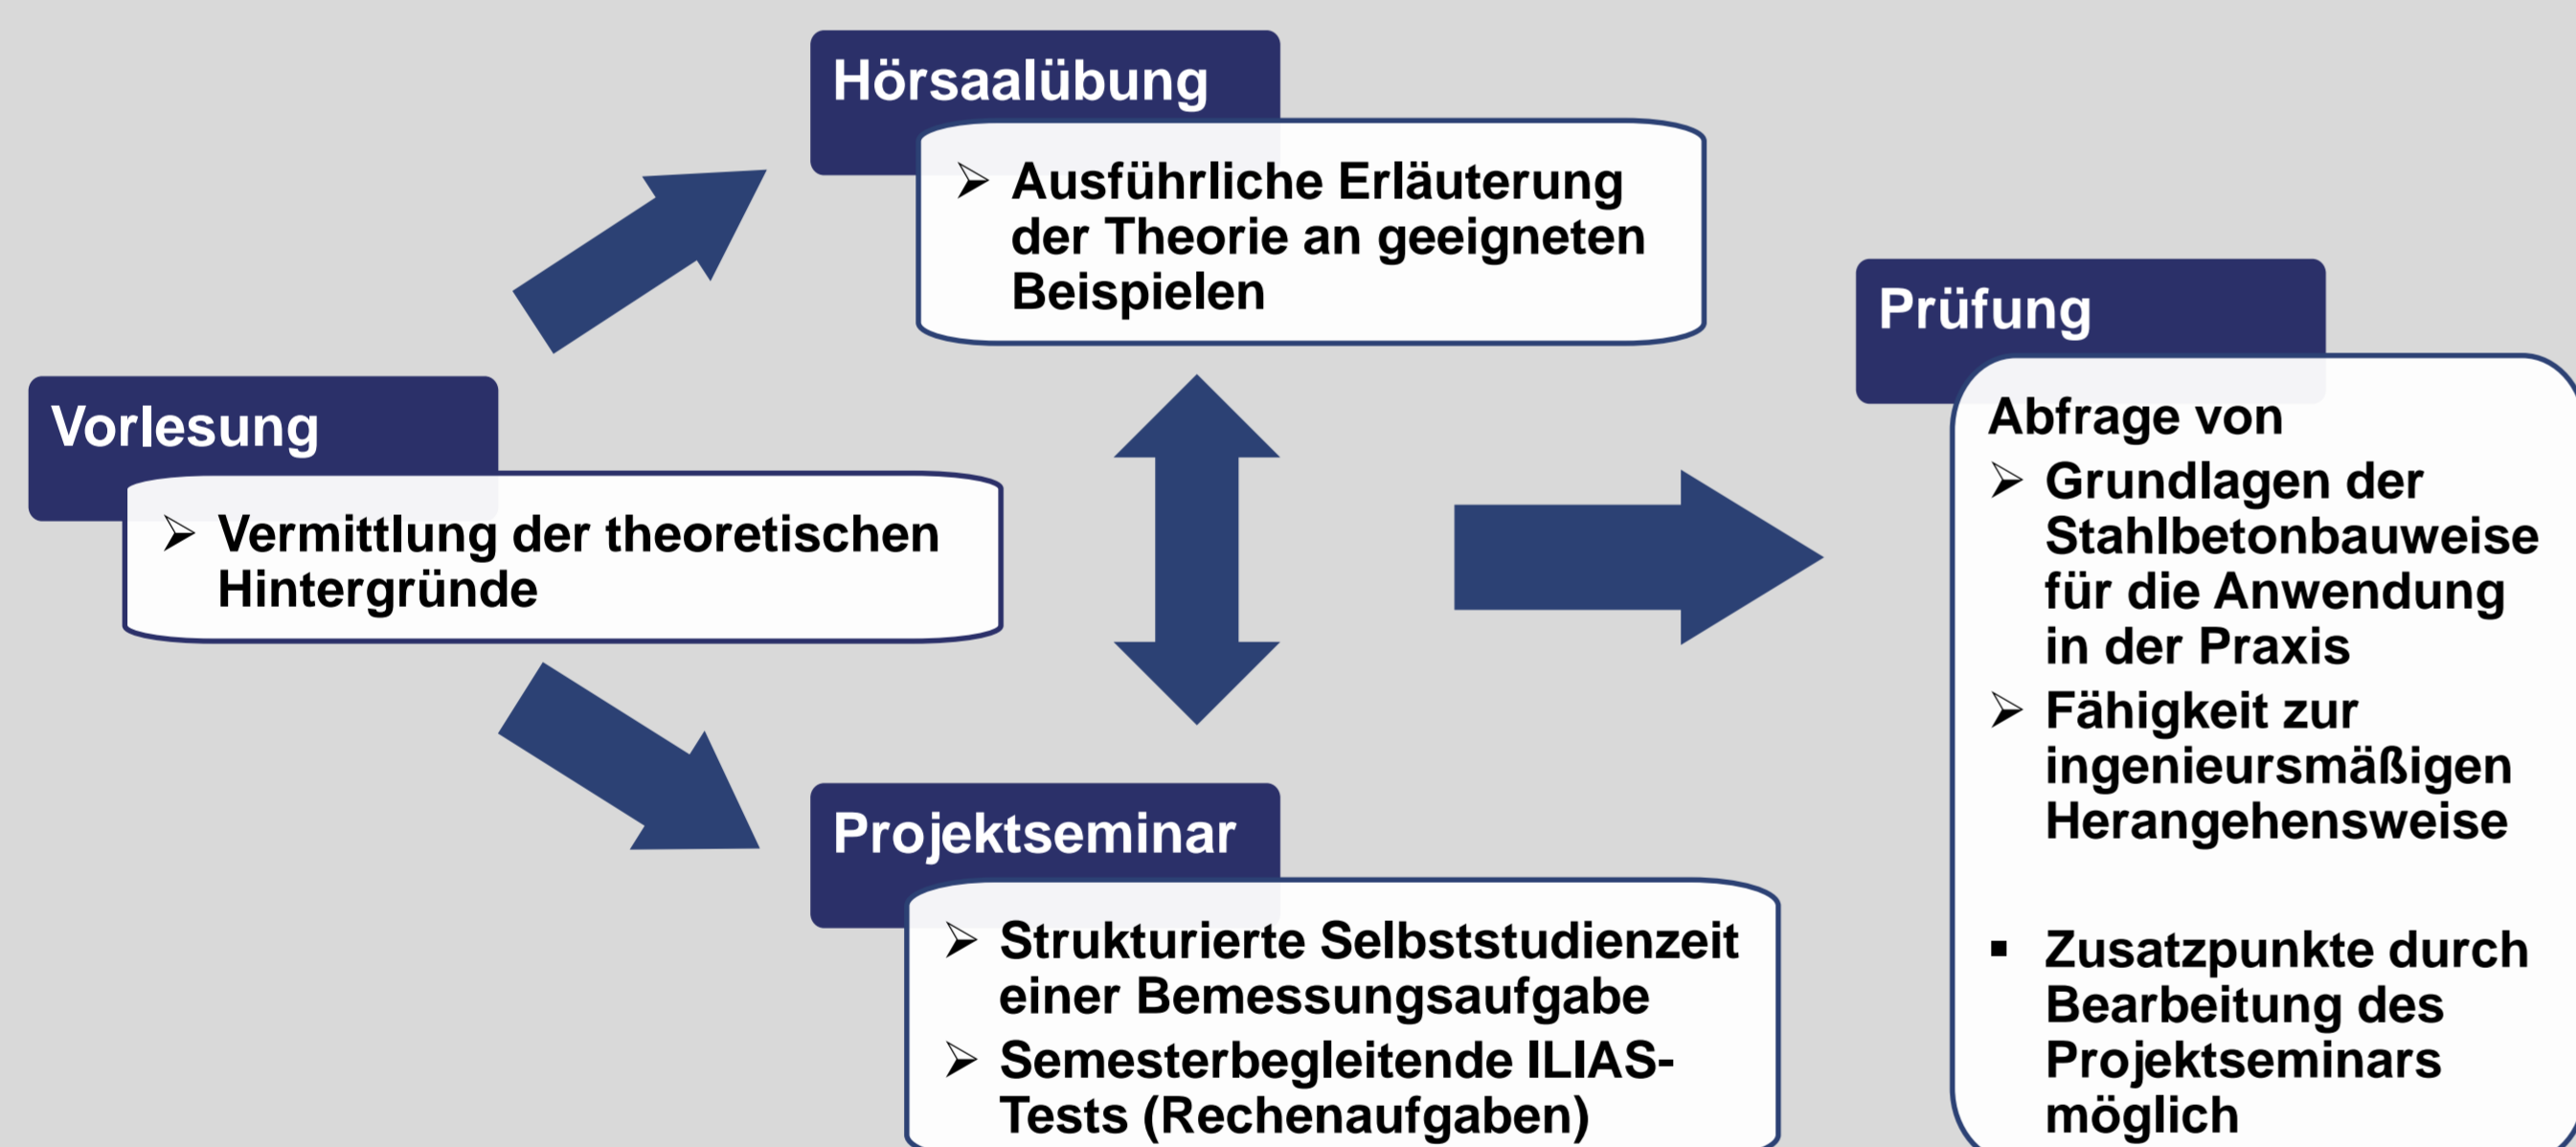 Hörsaalübung
➢ Ausführliche Erläuterung
der Theorie an geeigneten
Beispielen
Vorlesung
➢ Vermittlung der theoretischen
Hintergründe
Projektseminar
➢ Strukturierte Selbststudienzeit
einer Bemessungsaufgabe
➢ Semesterbegleitende ILIAS-
Tests (Rechenaufgaben)
Prüfung
Abfrage von
➢ Grundlagen der
Stahlbetonbauweise
für die Anwendung
in der Praxis
➢ Fähigkeit zur
ingenieursmäßigen
Herangehensweise
▪ Zusatzpunkte durch
Bearbeitung des
Projektseminars
möglich